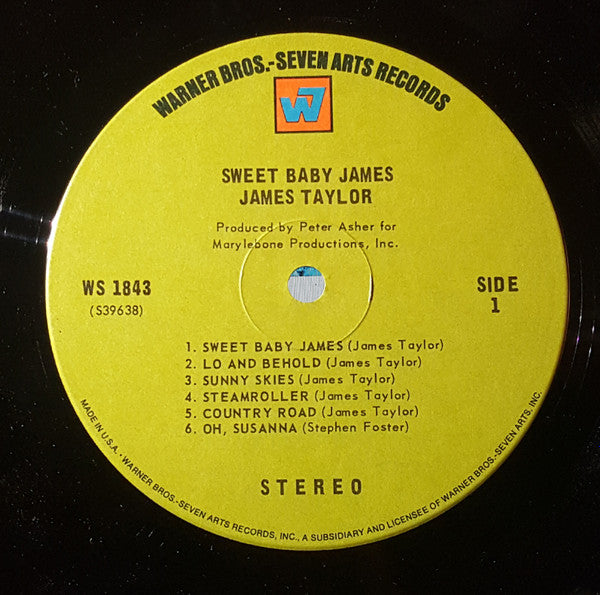 WARNER BROS.-SEVEN ARTS RECORDS
W7
SWEET BABY JAMES
JAMES TAYLOR
Produced by Peter Asher for
Marylebone Productions, Inc.
WS 1843
(S39638)
SIDE
1
1. SWEET BABY JAMES (James Taylor)
2. LO AND BEHOLD (James Taylor)
3. SUNNY SKIES (James Taylor)
4. STEAMROLLER (James Taylor)
5. COUNTRY ROAD (James Taylor)
6. OH, SUSANNA (Stephen Foster)
STEREO
MADE IN U.S.A. • WARNER BROS.-SEVEN ARTS RECORDS, INC., A SUBSIDIARY AND LICENSEE OF WARNER BROS.-SEVEN ARTS, INC.